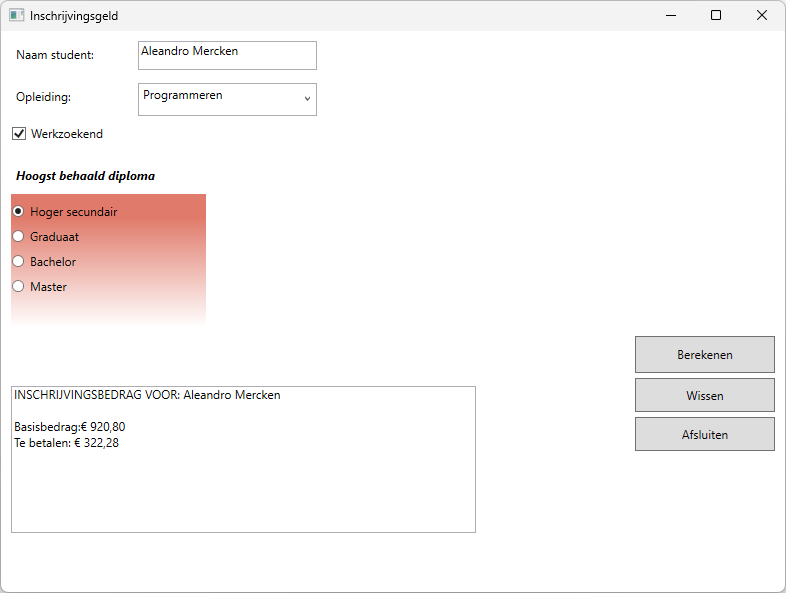 Inschrijvingsgeld
Naam student: Aleandro Mercken
Opleiding: Programmeren
Werkzoekend
Hoogst behaald diploma
Hoger secundair
Graduaat
Bachelor
Master
Berekenen
Wissen
Afsluiten
INSCHRIJVINGSBEDRAG VOOR: Aleandro Mercken
Basisbedrag:€ 920,80
Te betalen: € 322,28